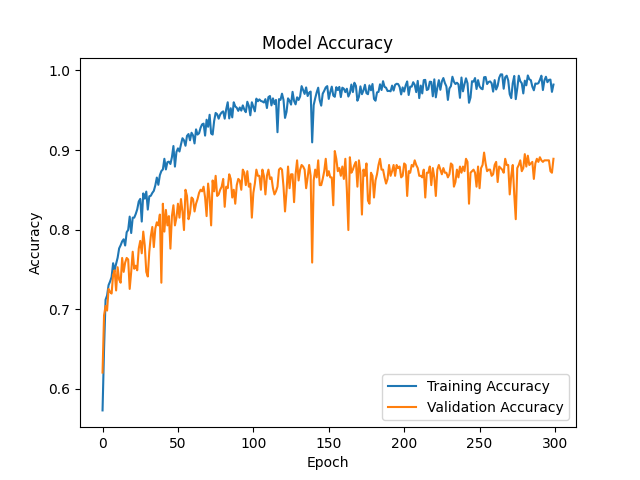 Model Accuracy
Accuracy
1.0
0.9
0.8
0.7
0.6
Training Accuracy
Validation Accuracy
0 50 100 150 200 250 300
Epoch